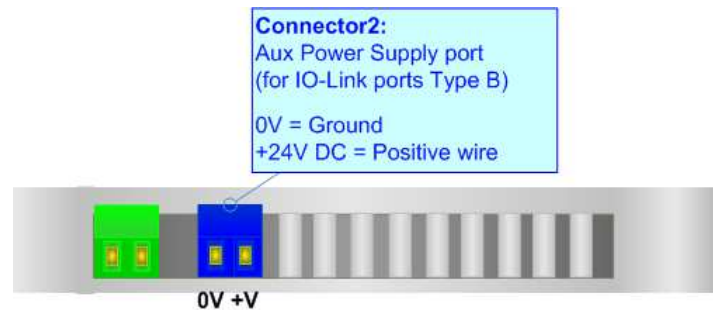 Connector2:
Aux Power Supply port
(for IO-Link ports Type B)
0V = Ground
+24V DC = Positive wire
0V +V